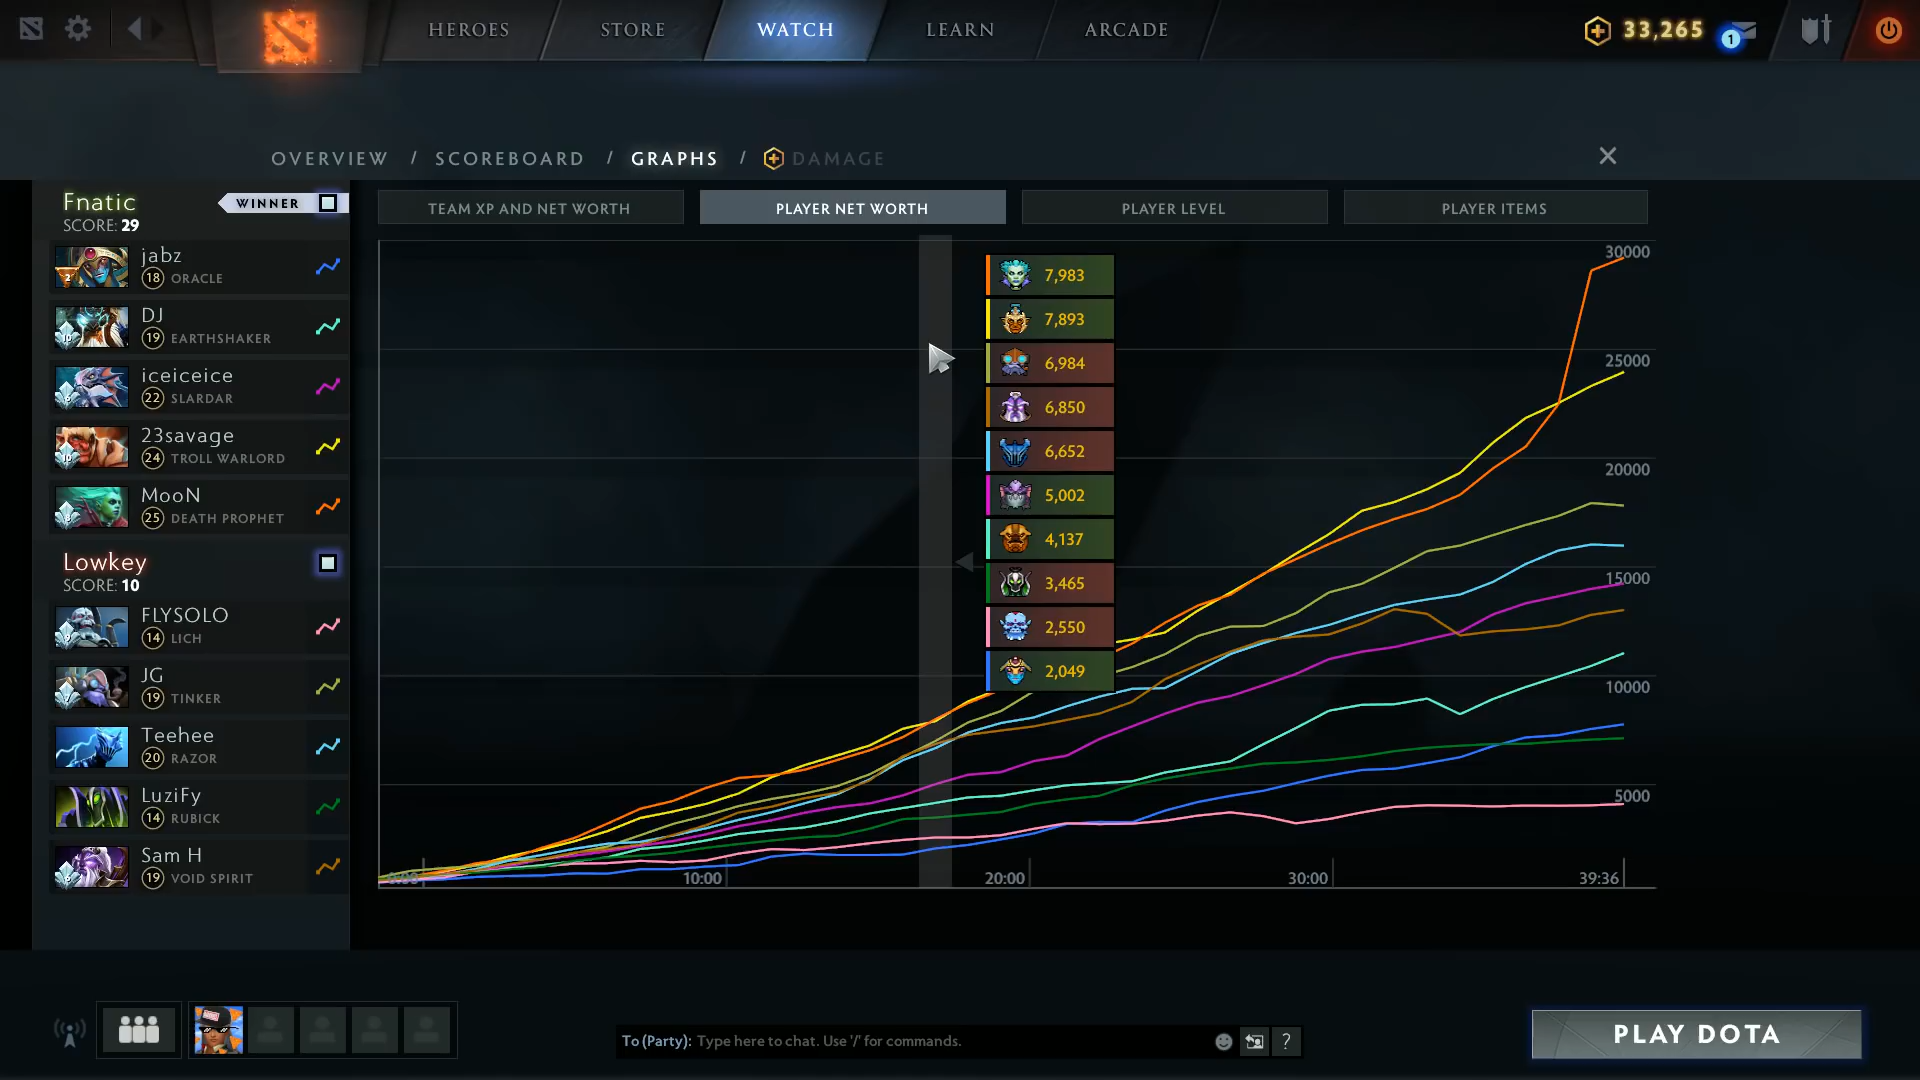 HEROES
STORE
WATCH
LEARN
ARCADE
33,265
1
OVERVIEW / SCOREBOARD / GRAPHS / DAMAGE
Fnatic
WINNER
SCORE: 29
jabz
18 ORACLE
DJ
19 EARTHSHAKER
iceiceice
22 SLARDAR
23savage
24 TROLL WARLORD
MooN
25 DEATH PROPHET
Lowkey
SCORE: 10
FLYSOLO
14 LICH
JG
19 TINKER
Teehee
20 RAZOR
LuziFy
14 RUBICK
Sam H
19 VOID SPIRIT
TEAM XP AND NET WORTH
PLAYER NET WORTH
PLAYER LEVEL
PLAYER ITEMS
7,983
7,893
6,984
6,850
6,652
5,002
4,137
3,465
2,550
2,049
30000
25000
20000
15000
10000
5000
10:00
20:00
30:00
39:36
To (Party): Type here to chat. Use '/' for commands.
?
PLAY DOTA